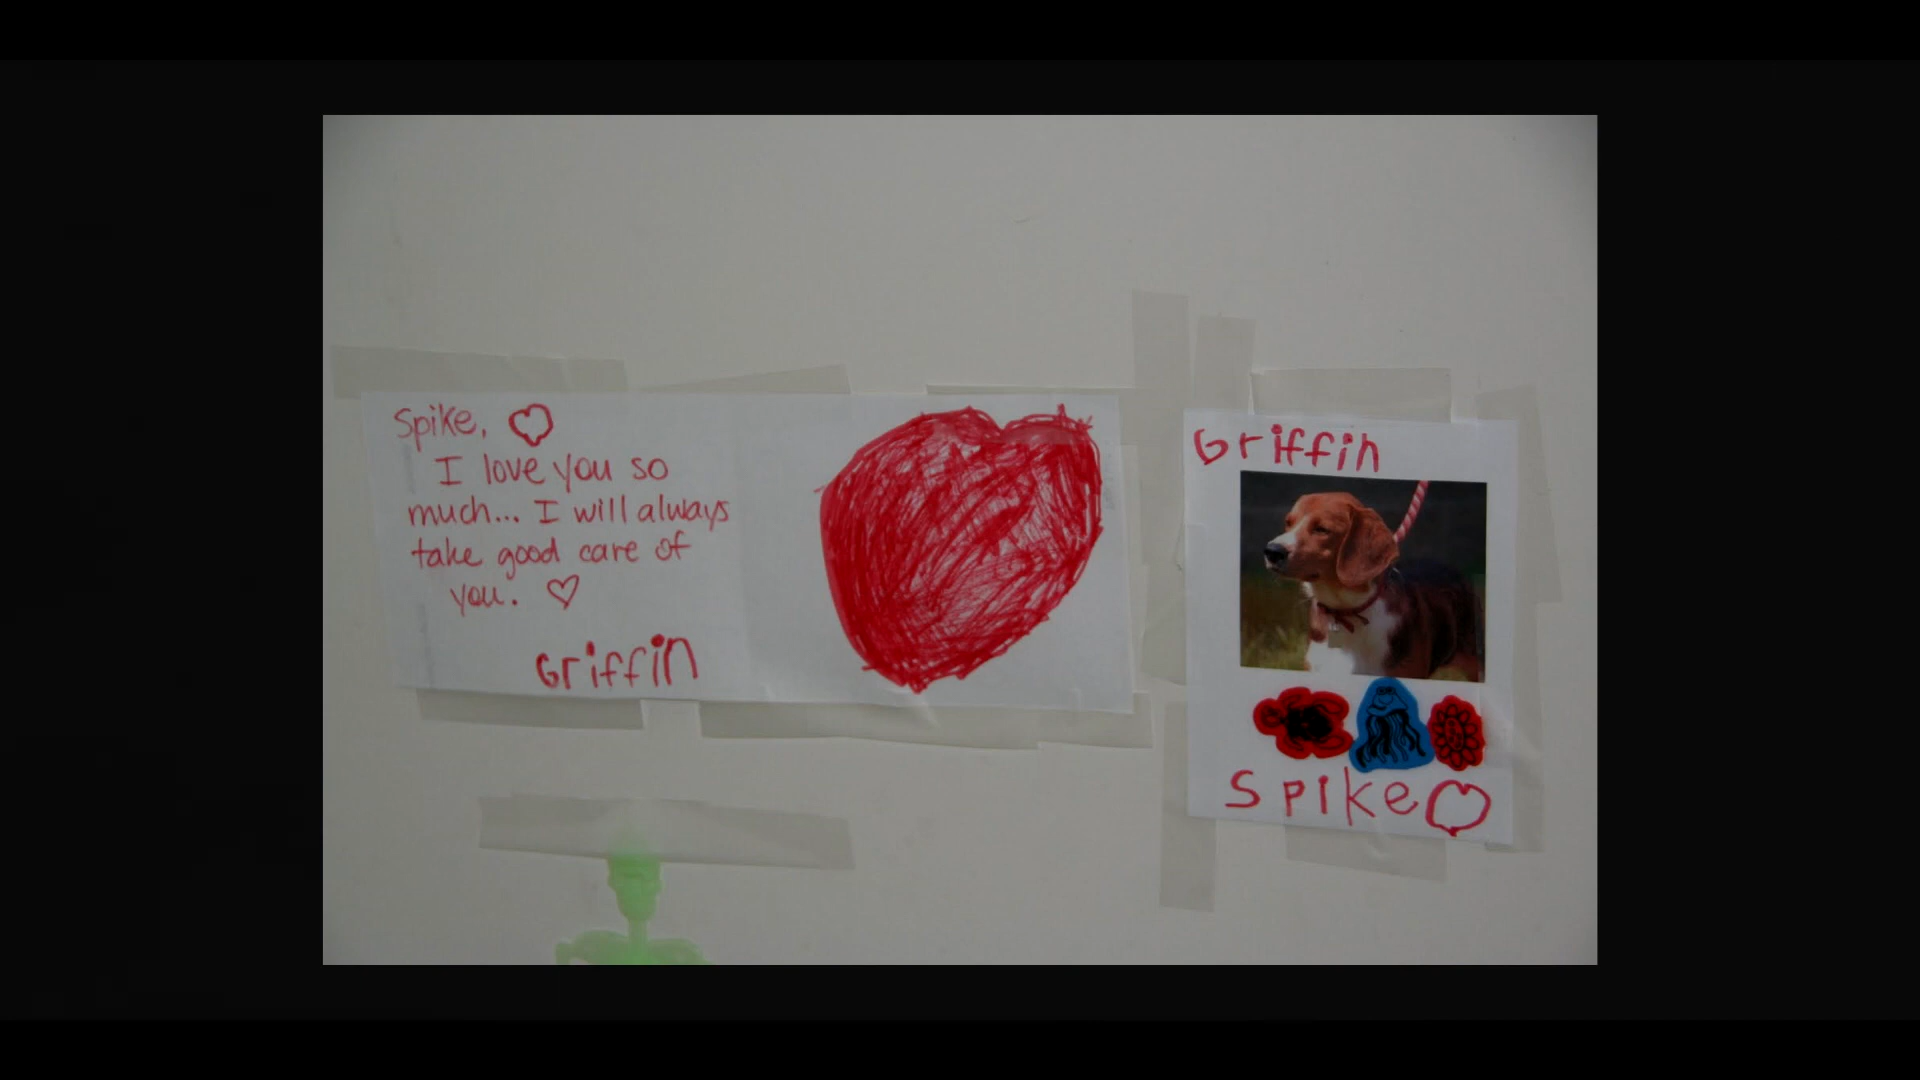 Spike,
I love you so
much... I will always
take good care of
you.
Griffin
Griffin
Spike